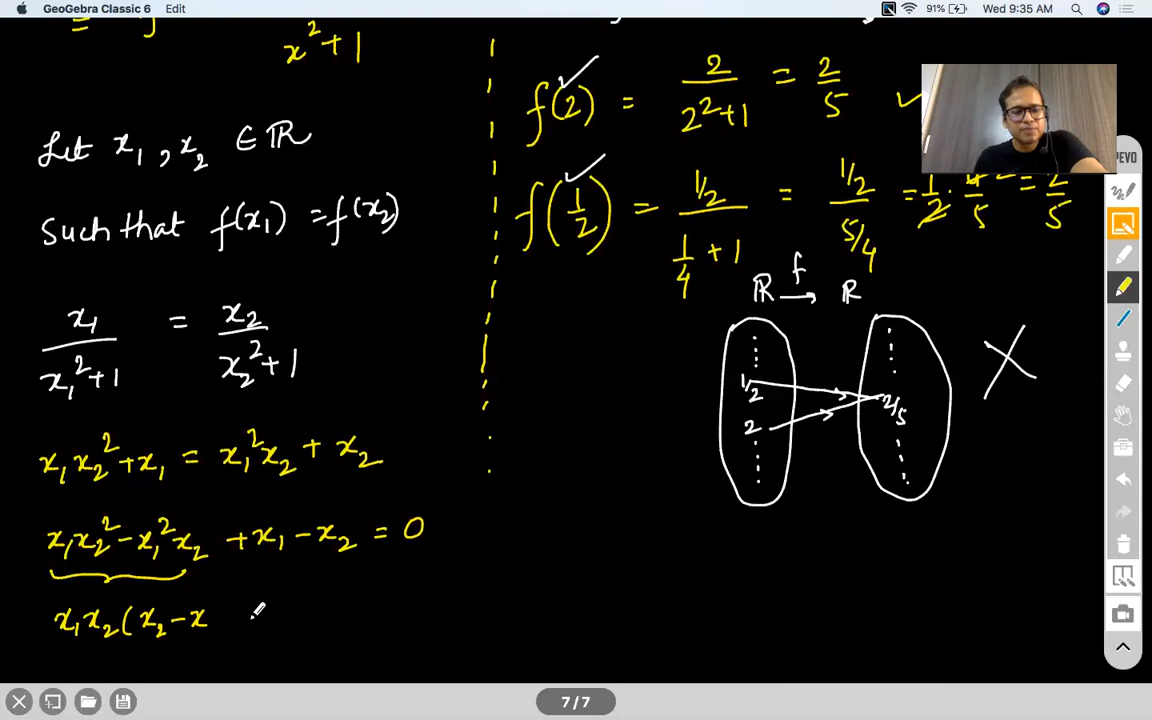 GeoGebra Classic 6 Edit 91% Wed 9:35 AM
x²+1
Let x₁, x₂ ∈ ℝ
Such that f(x₁) = f(x₂)
x₁/(x₁²+1) = x₂/(x₂²+1)
x₁x₂²+x₁ = x₁²x₂ + x₂
x₁x₂² - x₁²x₂ + x₁ - x₂ = 0
x₁x₂(x₂-x
f(2) = 2/(2²+1) = 2/5
f(1/2) = (1/2)/(1/4 + 1) = (1/2)/(5/4) = 1/2 · 4/5 2 = 2/5
ℝ f→ ℝ
1/2 2/5
2
7 / 7